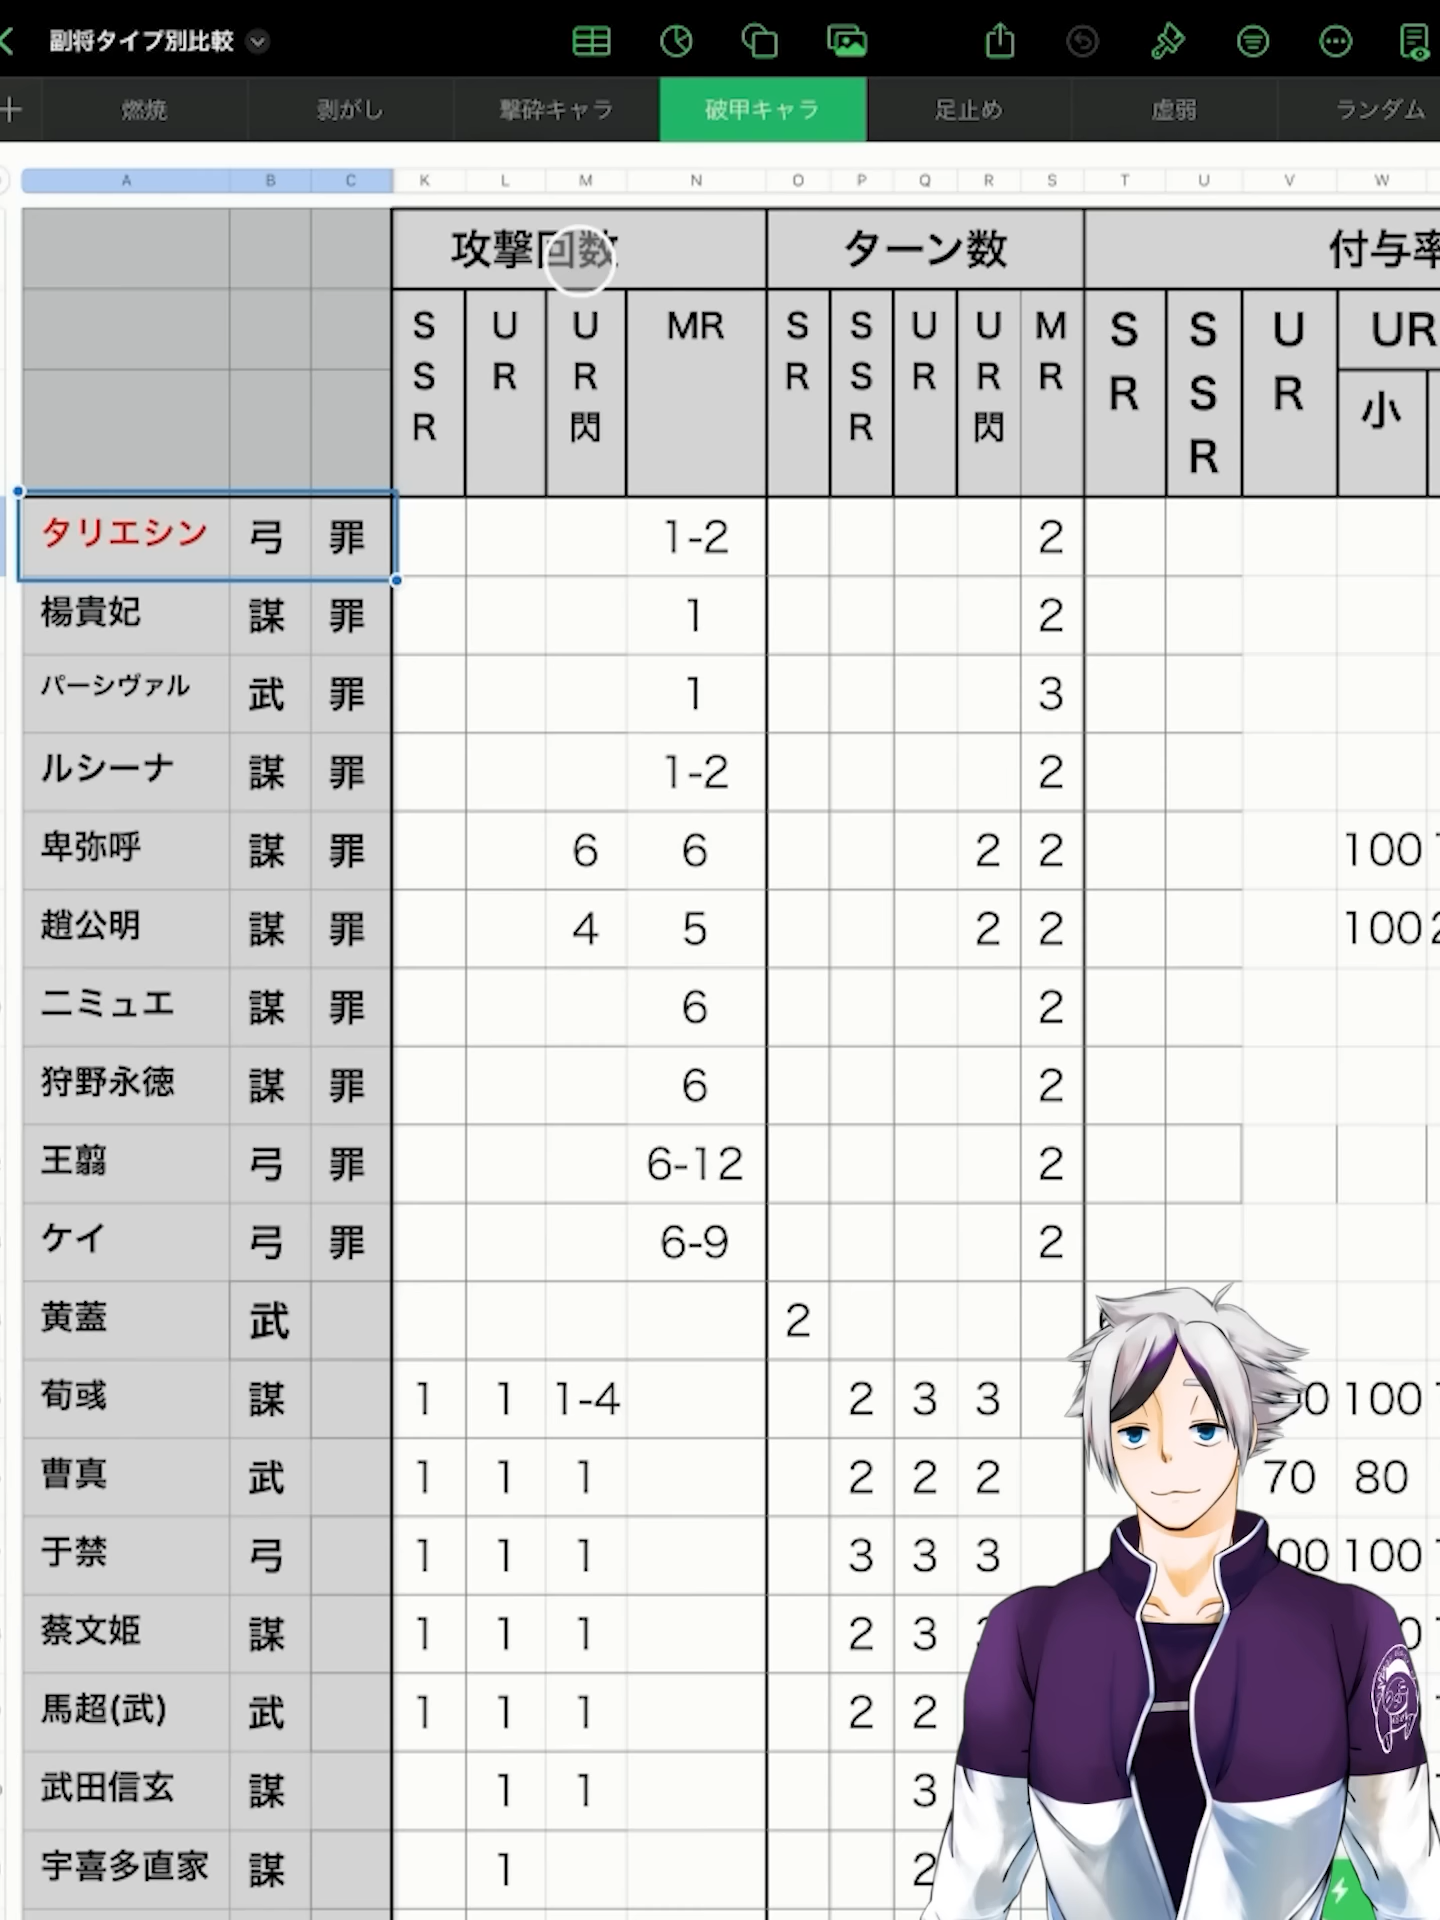 副将タイプ別比較
燃焼 剥がし 撃砕キャラ 破甲キャラ 足止め 虚弱 ランダム
A B C K L M N O P Q R S T U V W
攻撃回数 ターン数 付与率
SSR UR UR閃 MR SR SSR UR UR閃 MR SR SSR UR UR
小
タリエシン 弓 罪 1-2 2
楊貴妃 謀 罪 1 2
パーシヴァル 武 罪 1 3
ルシーナ 謀 罪 1-2 2
卑弥呼 謀 罪 6 6 2 2 100
趙公明 謀 罪 4 5 2 2 100 2
ニミュエ 謀 罪 6 2
狩野永徳 謀 罪 6 2
王翦 弓 罪 6-12 2
ケイ 弓 罪 6-9 2
黄蓋 武 2
荀彧 謀 1 1 1-4 2 3 3 0 100
曹真 武 1 1 1 2 2 2 70 80
于禁 弓 1 1 1 3 3 3 00 100
蔡文姫 謀 1 1 1 2 3
馬超(武) 武 1 1 1 2 2
武田信玄 謀 1 1 3
宇喜多直家 謀 1 2